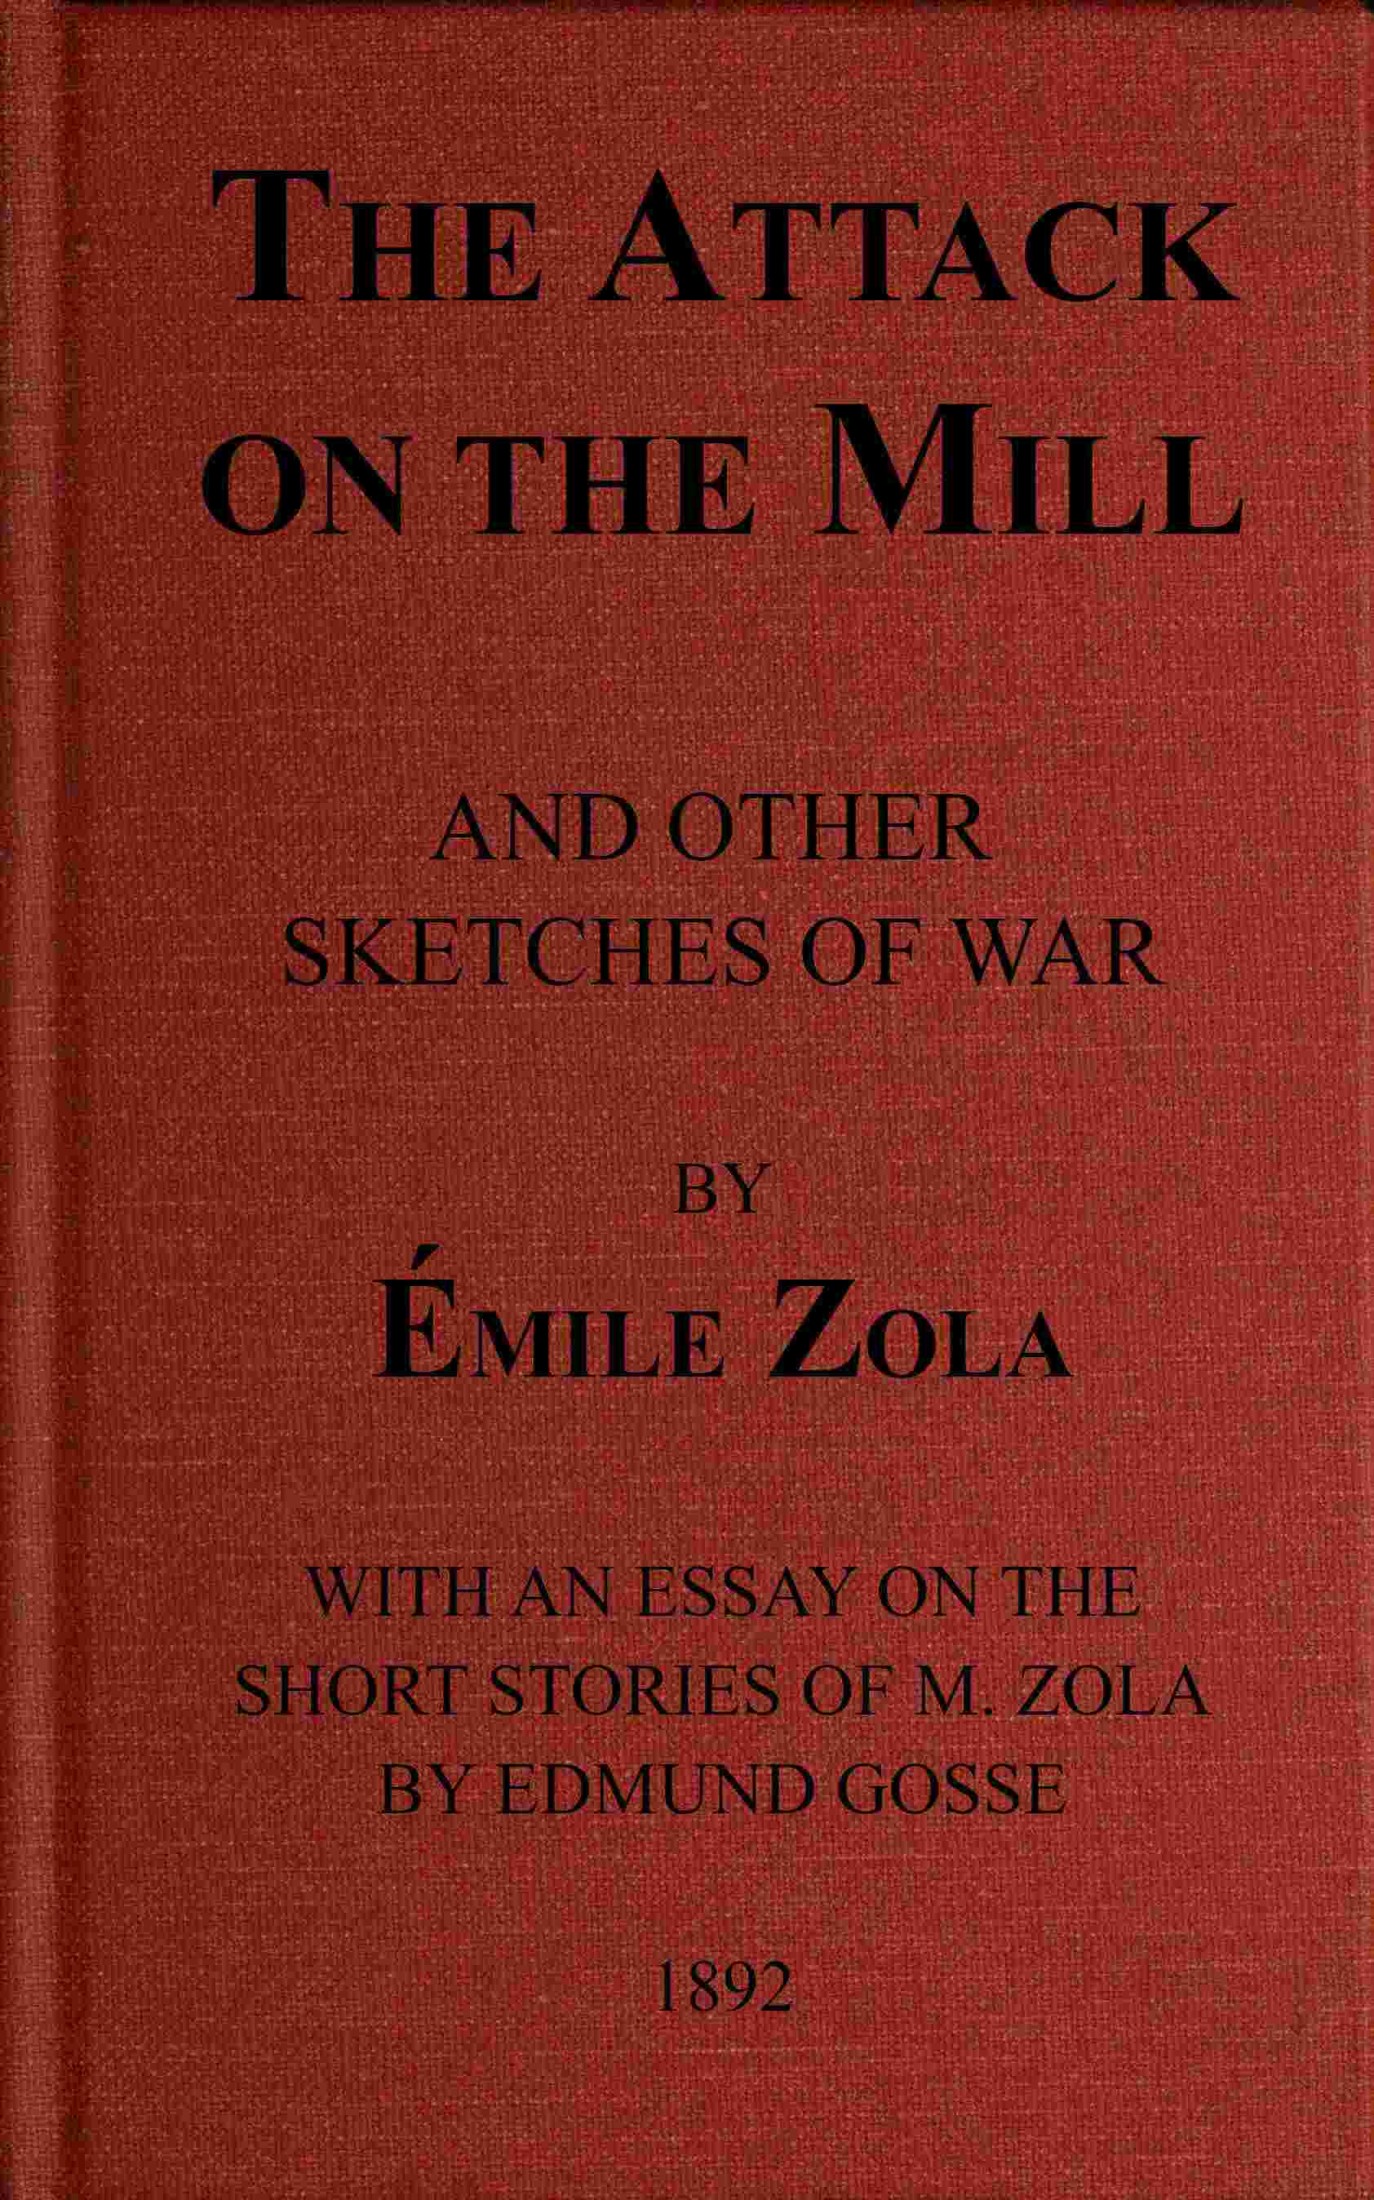 The Attack
on the Mill
AND OTHER
SKETCHES OF WAR
BY
Émile Zola
WITH AN ESSAY ON THE
SHORT STORIES OF M. ZOLA
BY EDMUND GOSSE
1892